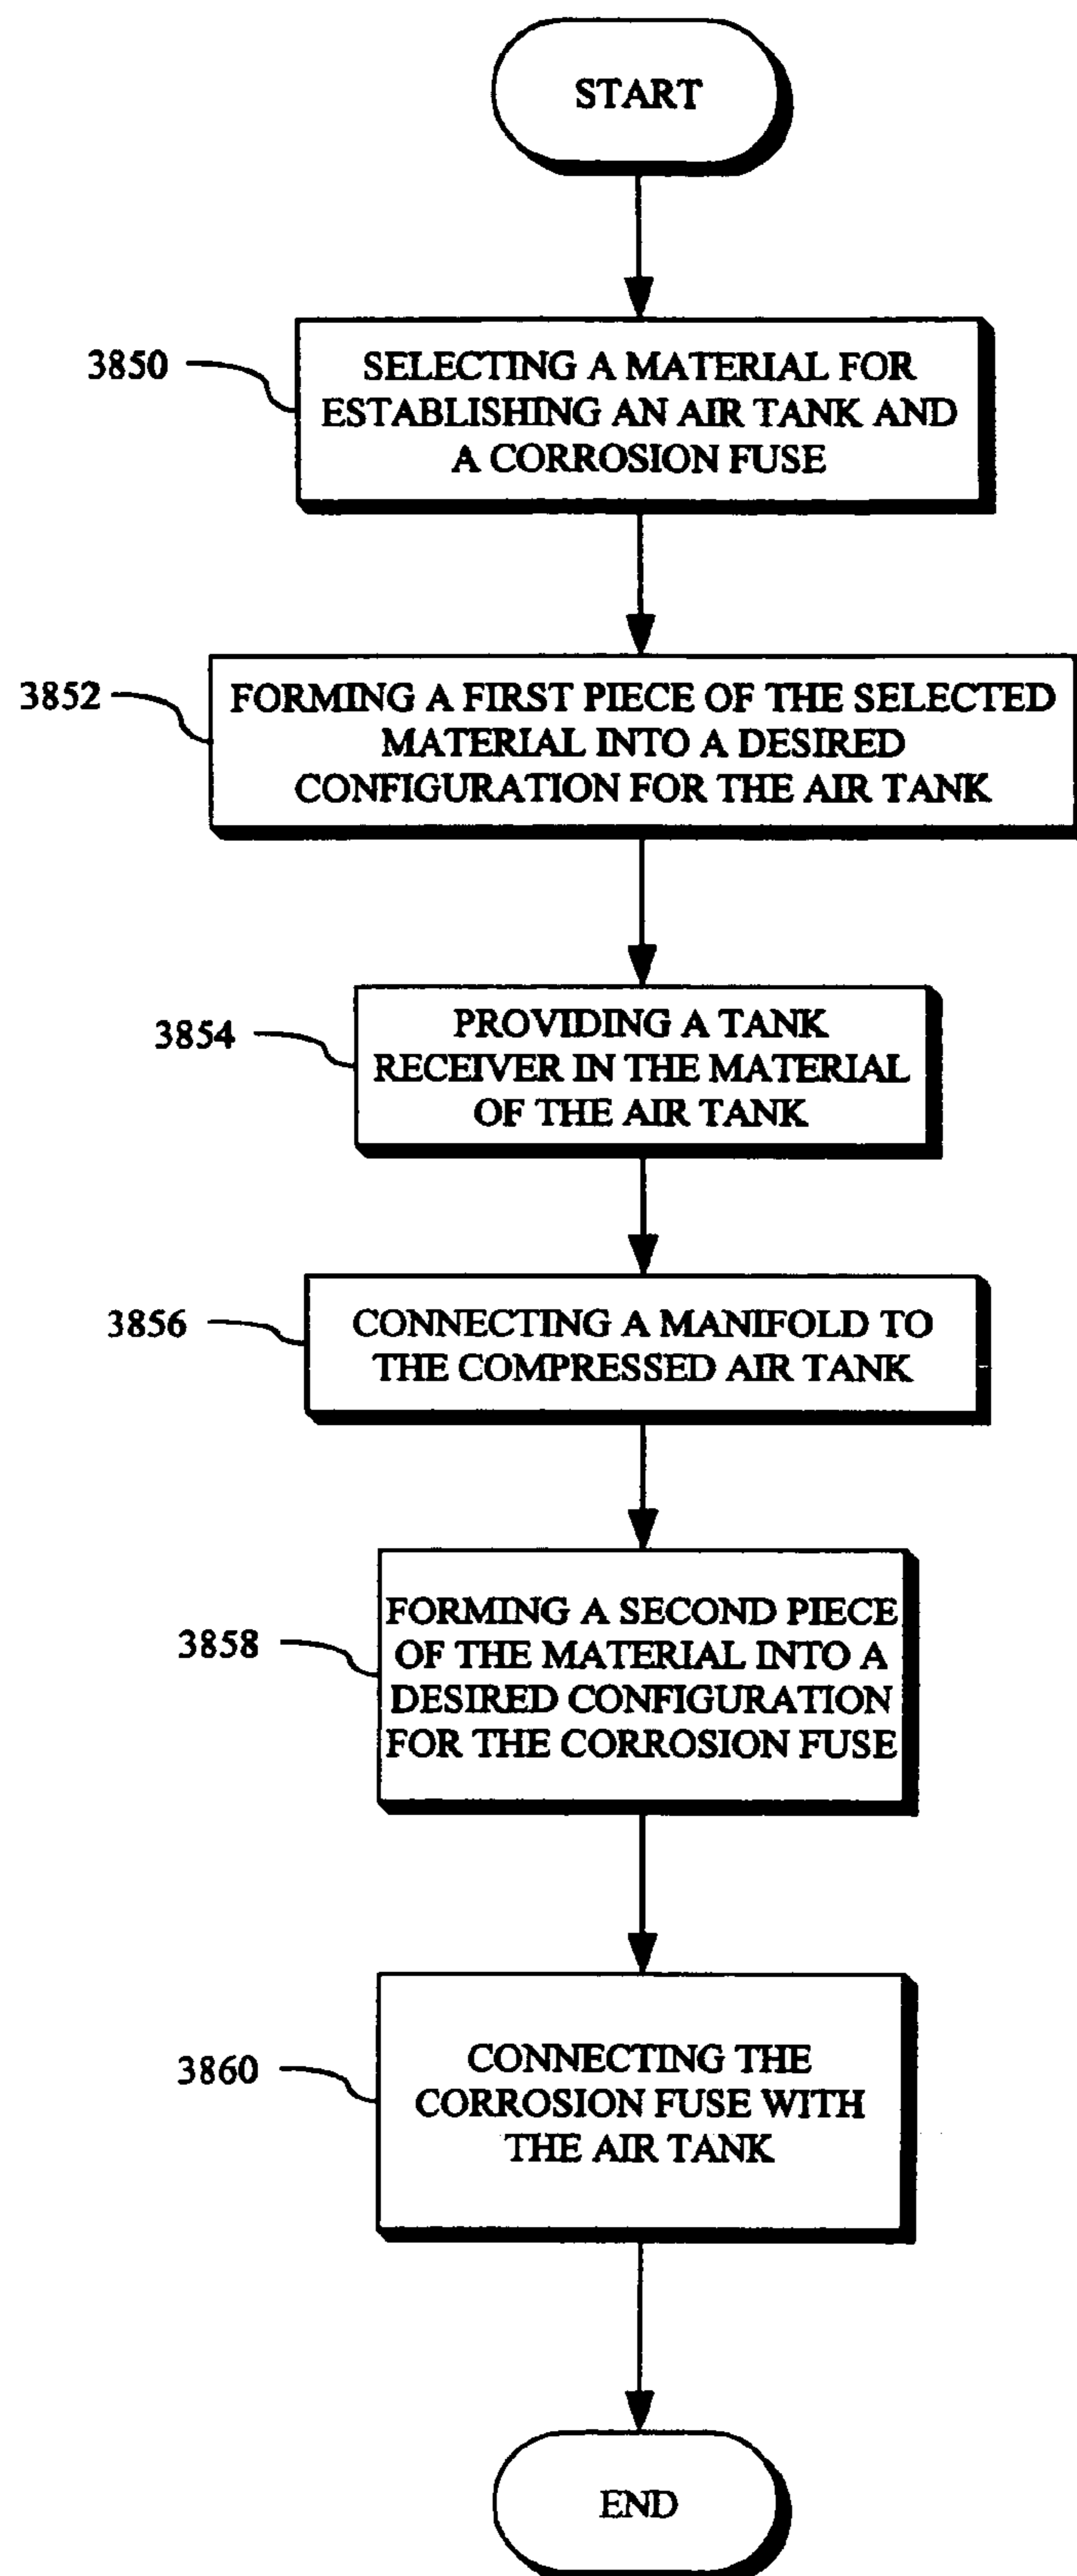 START
3850
SELECTING A MATERIAL FOR
ESTABLISHING AN AIR TANK AND
A CORROSION FUSE
3852
FORMING A FIRST PIECE OF THE SELECTED
MATERIAL INTO A DESIRED
CONFIGURATION FOR THE AIR TANK
3854
PROVIDING A TANK
RECEIVER IN THE MATERIAL
OF THE AIR TANK
3856
CONNECTING A MANIFOLD TO
THE COMPRESSED AIR TANK
3858
FORMING A SECOND PIECE
OF THE MATERIAL INTO A
DESIRED CONFIGURATION
FOR THE CORROSION FUSE
3860
CONNECTING THE
CORROSION FUSE WITH
THE AIR TANK
END